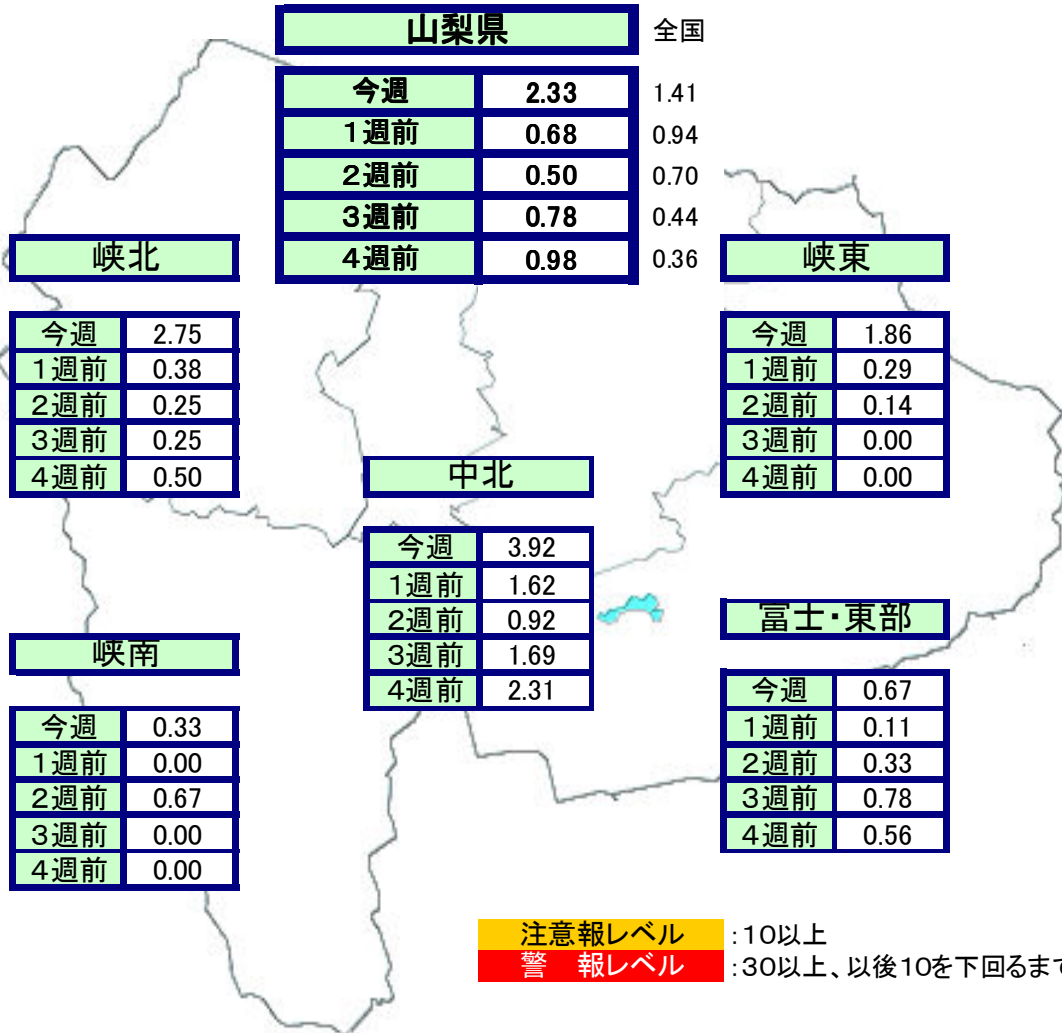 山梨県 全国
今週 2.33 1.41
1週前 0.68 0.94
2週前 0.50 0.70
3週前 0.78 0.44
4週前 0.98 0.36
峡北
今週 2.75
1週前 0.38
2週前 0.25
3週前 0.25
4週前 0.50
峡東
今週 1.86
1週前 0.29
2週前 0.14
3週前 0.00
4週前 0.00
中北
今週 3.92
1週前 1.62
2週前 0.92
3週前 1.69
4週前 2.31
峡南
今週 0.33
1週前 0.00
2週前 0.67
3週前 0.00
4週前 0.00
富士・東部
今週 0.67
1週前 0.11
2週前 0.33
3週前 0.78
4週前 0.56
注意報レベル :10以上
警 報レベル :30以上、以後10を下回るまで